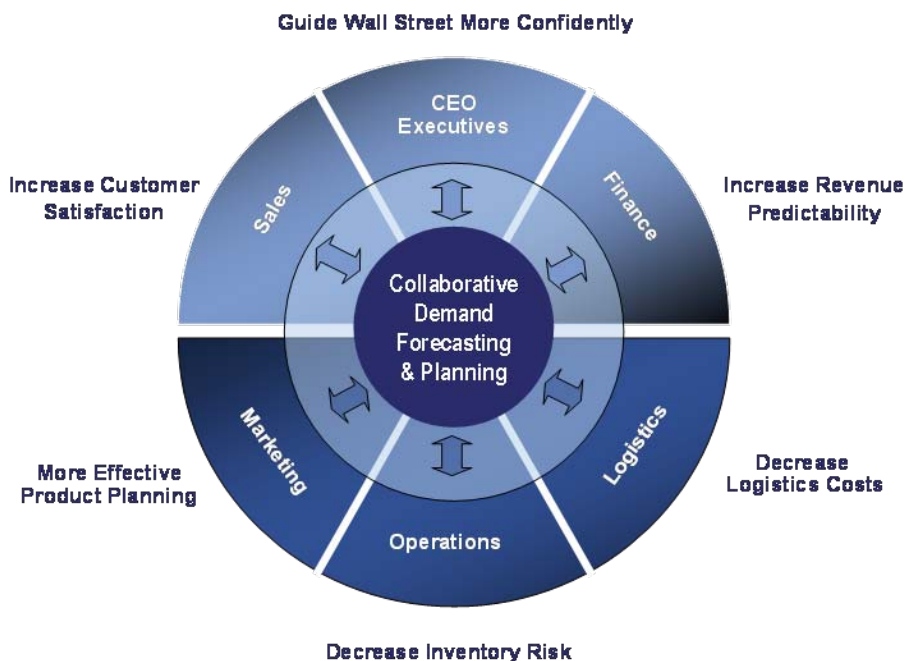 Guide Wall Street More Confidently
CEO
Executives
Sales
Finance
Increase Customer
Satisfaction
Increase Revenue
Predictability
Collaborative
Demand
Forecasting
& Planning
Marketing
Logistics
More Effective
Product Planning
Decrease
Logistics Costs
Operations
Decrease Inventory Risk